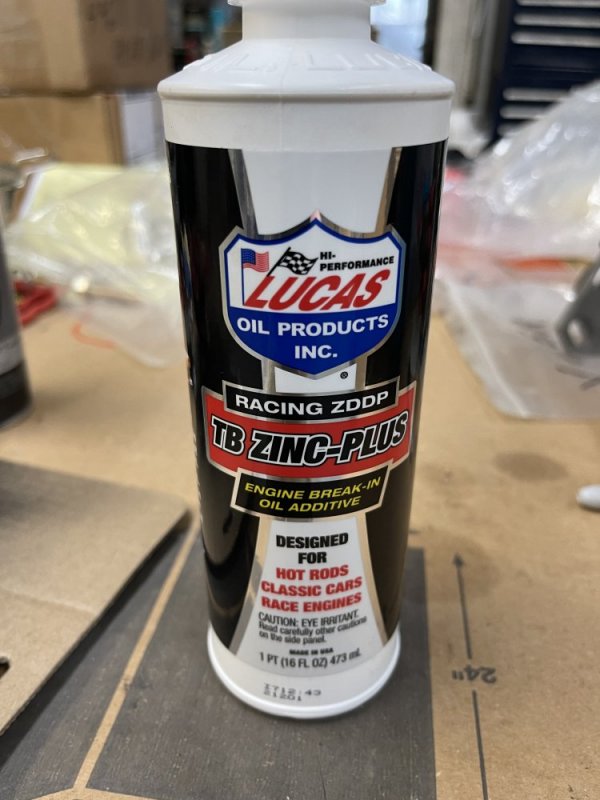 HI-
PERFORMANCE
LUCAS
OIL PRODUCTS
INC.
®
RACING ZDDP
TB ZINC-PLUS
ENGINE BREAK-IN
OIL ADDITIVE
DESIGNED
FOR
HOT RODS
CLASSIC CARS
RACE ENGINES
CAUTION: EYE IRRITANT.
Read carefully other cautions
on the side panel.
MADE IN USA
1 PT (16 FL OZ) 473 mL
24"